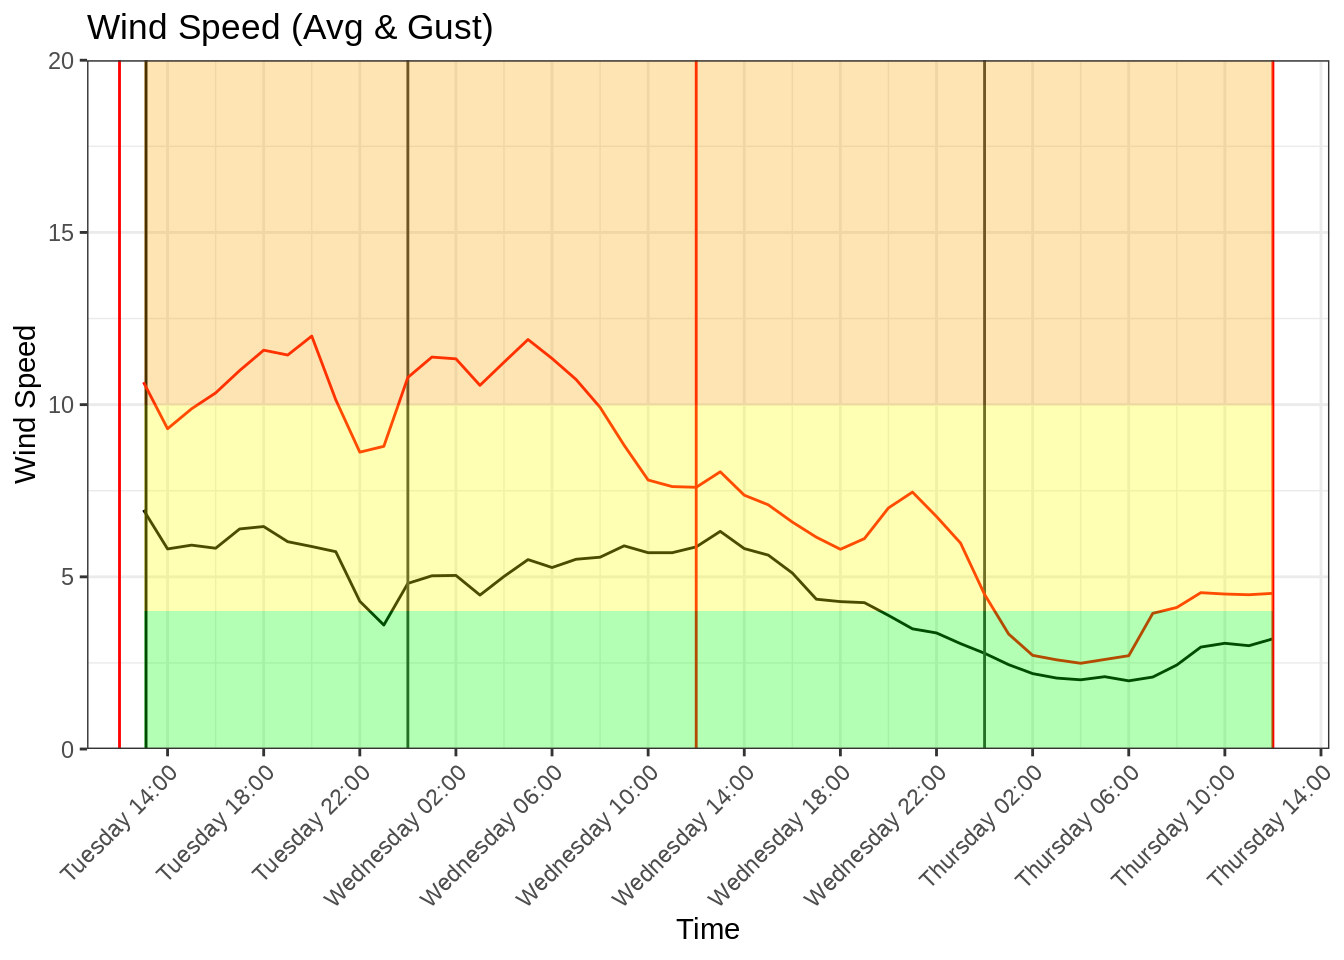 Wind Speed (Avg & Gust)
20
15
10
5
0
Wind Speed
Tuesday 14:00
Tuesday 18:00
Tuesday 22:00
Wednesday 02:00
Wednesday 06:00
Wednesday 10:00
Wednesday 14:00
Wednesday 18:00
Wednesday 22:00
Thursday 02:00
Thursday 06:00
Thursday 10:00
Thursday 14:00
Time